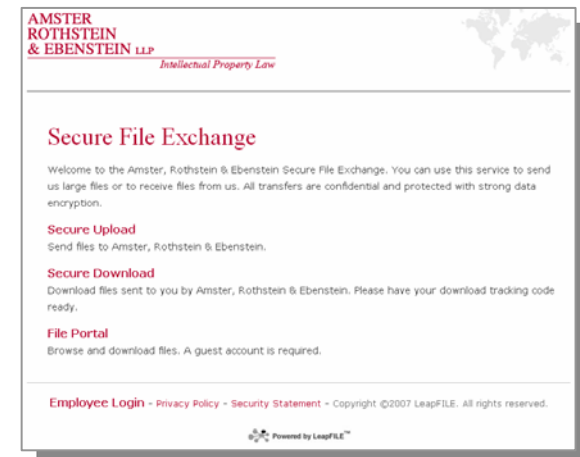 AMSTER
ROTHSTEIN
& EBENSTEIN LLP
Intellectual Property Law
Secure File Exchange
Welcome to the Amster, Rothstein & Ebenstein Secure File Exchange. You can use this service to send
us large files or to receive files from us. All transfers are confidential and protected with strong data
encryption.
Secure Upload
Send files to Amster, Rothstein & Ebenstein.
Secure Download
Download files sent to you by Amster, Rothstein & Ebenstein. Please have your download tracking code
ready.
File Portal
Browse and download files. A guest account is required.
Employee Login - Privacy Policy - Security Statement - Copyright ©2007 LeapFILE. All rights reserved.
Powered by LeapFILE™